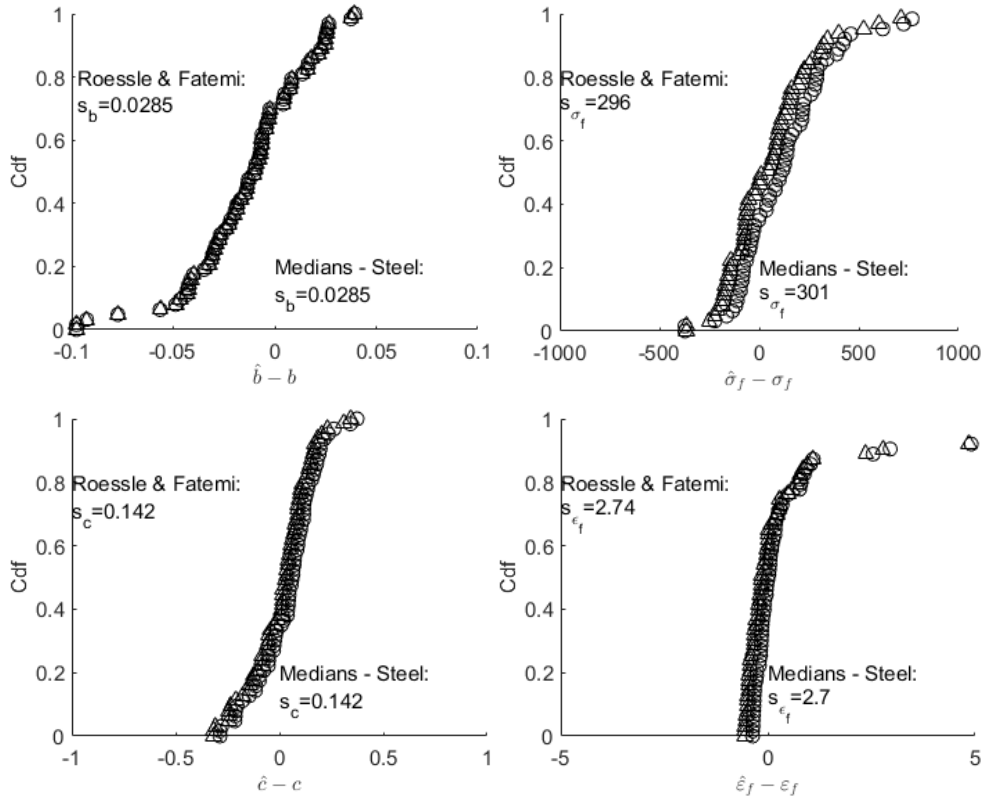 1
0.8
0.6
0.4
0.2
0
Cdf
Roessle & Fatemi:
s_b=0.0285
Medians - Steel:
s_b=0.0285
-0.1
-0.05
0
0.05
0.1
b̂ − b
1
0.8
0.6
0.4
0.2
0
Cdf
Roessle & Fatemi:
s_σ_f=296
Medians - Steel:
s_σ_f=301
-1000
-500
0
500
1000
σ̂_f − σ_f
1
0.8
0.6
0.4
0.2
0
Cdf
Roessle & Fatemi:
s_c=0.142
Medians - Steel:
s_c=0.142
-1
-0.5
0
0.5
1
ĉ − c
1
0.8
0.6
0.4
0.2
0
Cdf
Roessle & Fatemi:
s_ϵ_f=2.74
Medians - Steel:
s_ϵ_f=2.7
-5
0
5
ε̂_f − ε_f